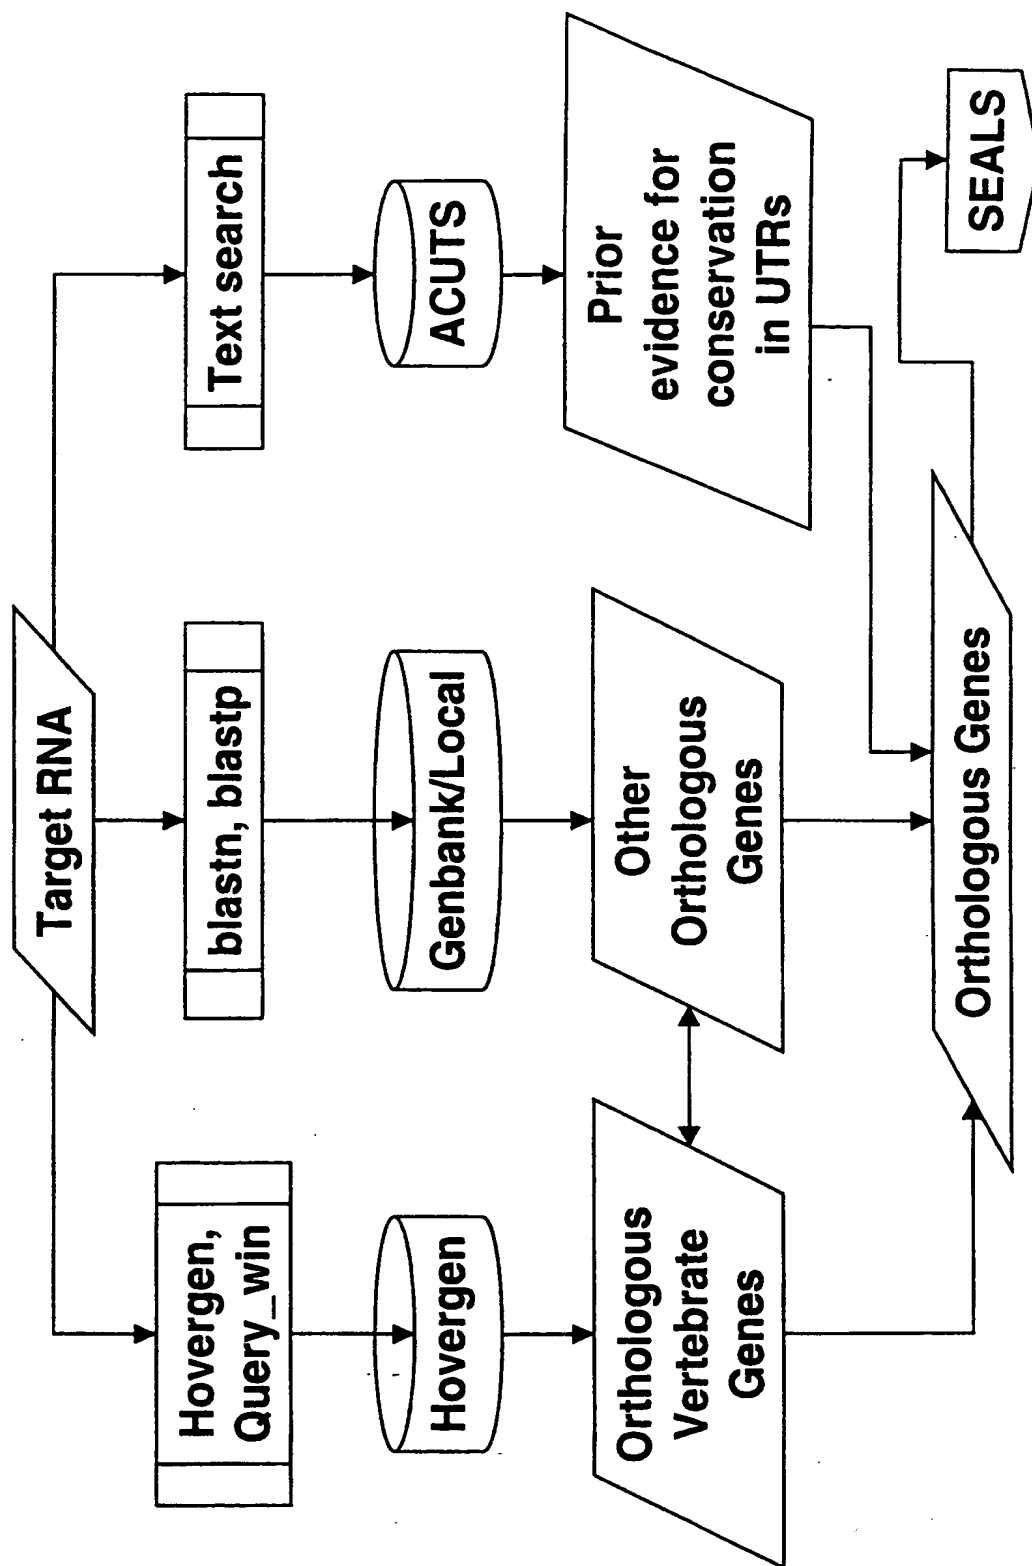 Target RNA
Hovergen,
Query_win
blastn, blastp
Text search
Hovergen
Genbank/Local
ACUTS
Orthologous
Vertebrate
Genes
Other
Orthologous
Genes
Prior
evidence for
conservation
in UTRs
Orthologous Genes
SEALS